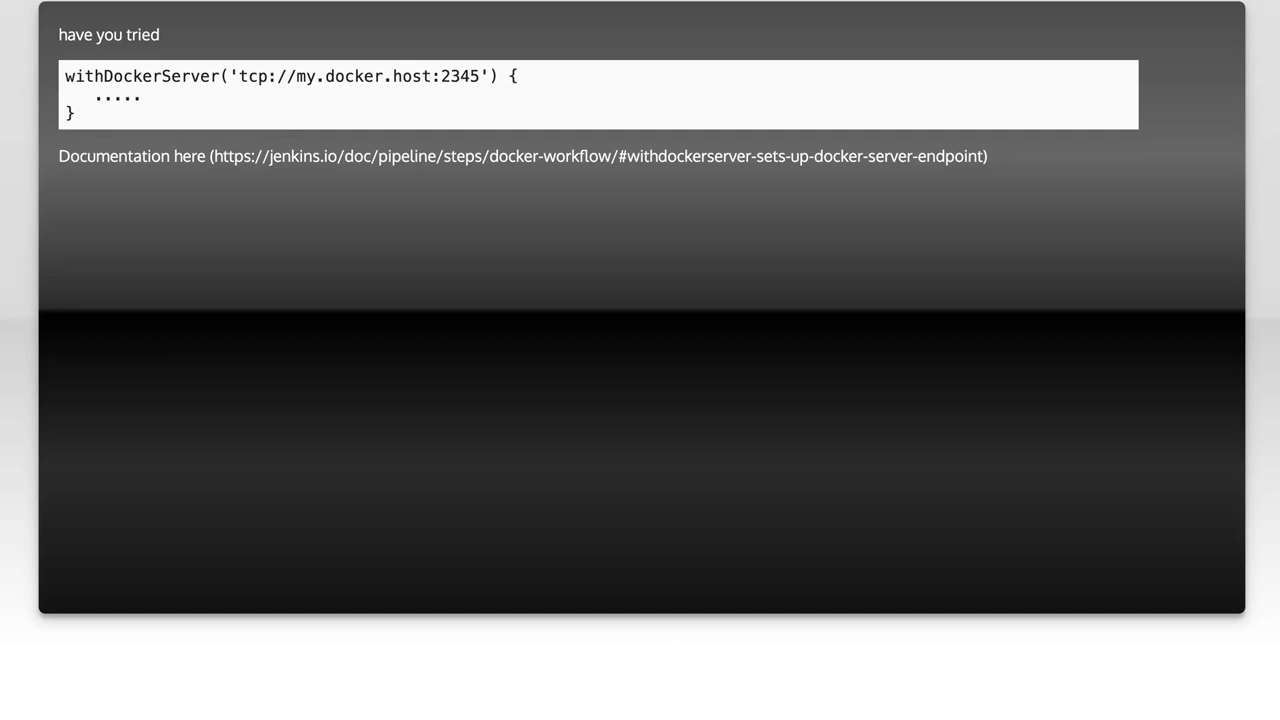 have you tried
withDockerServer('tcp://my.docker.host:2345') {
   .....
}
Documentation here (https://jenkins.io/doc/pipeline/steps/docker-workflow/#withdockerserver-sets-up-docker-server-endpoint)